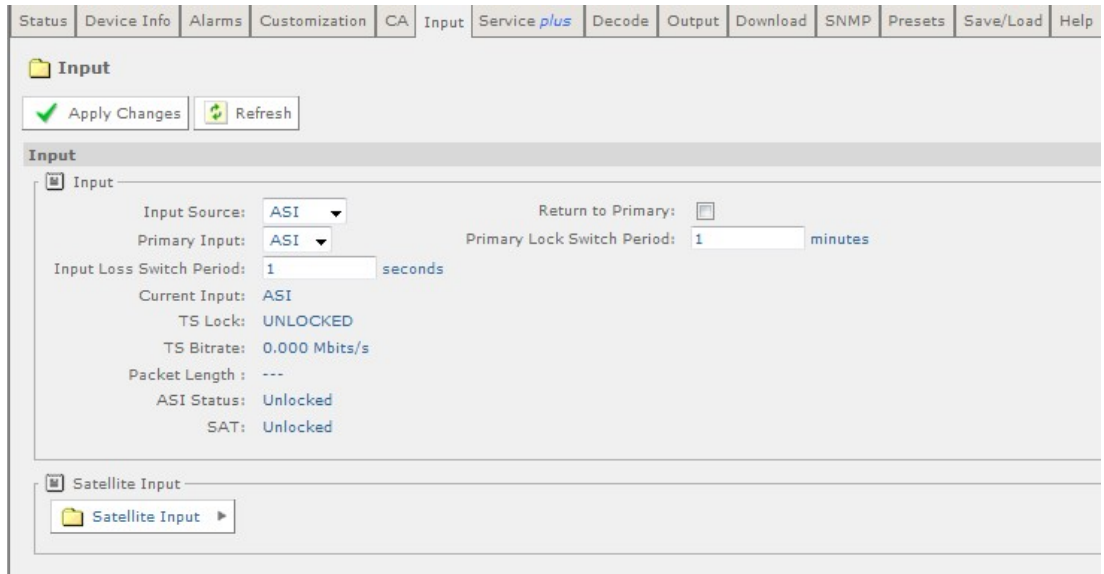 Status Device Info Alarms Customization CA Input Service plus Decode Output Download SNMP Presets Save/Load Help
Input
Apply Changes Refresh
Input
Input
Input Source: ASI Return to Primary:
Primary Input: ASI Primary Lock Switch Period: 1 minutes
Input Loss Switch Period: 1 seconds
Current Input: ASI
TS Lock: UNLOCKED
TS Bitrate: 0.000 Mbits/s
Packet Length : ---
ASI Status: Unlocked
SAT: Unlocked
Satellite Input
Satellite Input